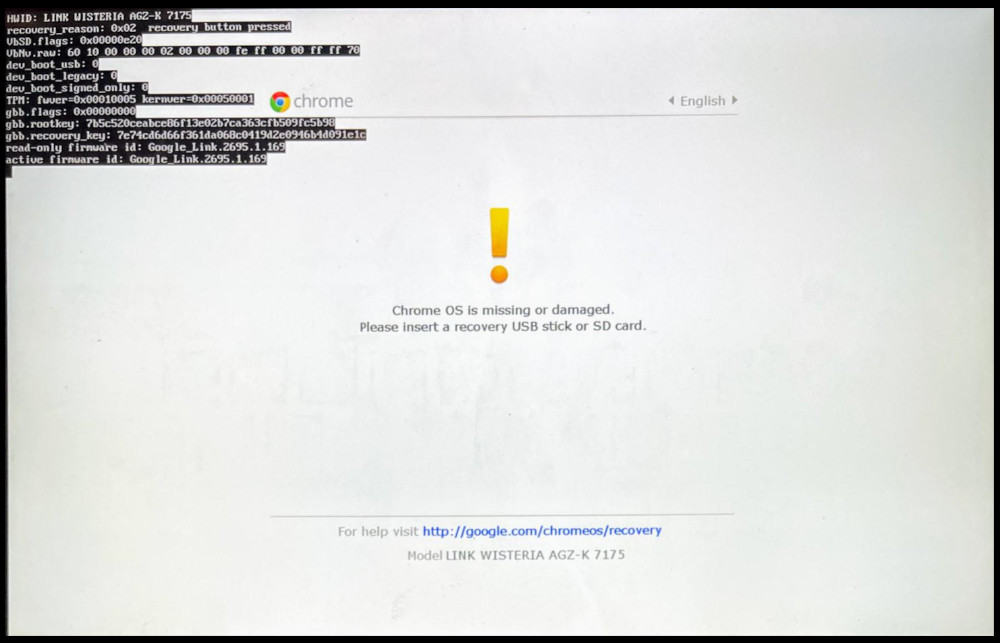 HWID: LINK WISTERIA AGZ-K 7175
recovery_reason: 0x02  recovery button pressed
VbSD.flags: 0x00000e20
VbNv.raw: 60 10 00 00 00 02 00 00 00 fe ff 00 00 ff ff 70
dev_boot_usb: 0
dev_boot_legacy: 0
dev_boot_signed_only: 0
TPM: fwver=0x00010005 kernver=0x00050001
gbb.flags: 0x00000000
gbb.rootkey: 7b5c520ceabce86f13e02b7ca363cfb509fc5b98
gbb.recovery_key: 7e74cd6d66f361da068c0419d2e0946b4d091e1c
read-only firmware id: Google_Link.2695.1.169
active firmware id: Google_Link.2695.1.169
chrome
English
Chrome OS is missing or damaged.
Please insert a recovery USB stick or SD card.
For help visit http://google.com/chromeos/recovery
Model LINK WISTERIA AGZ-K 7175